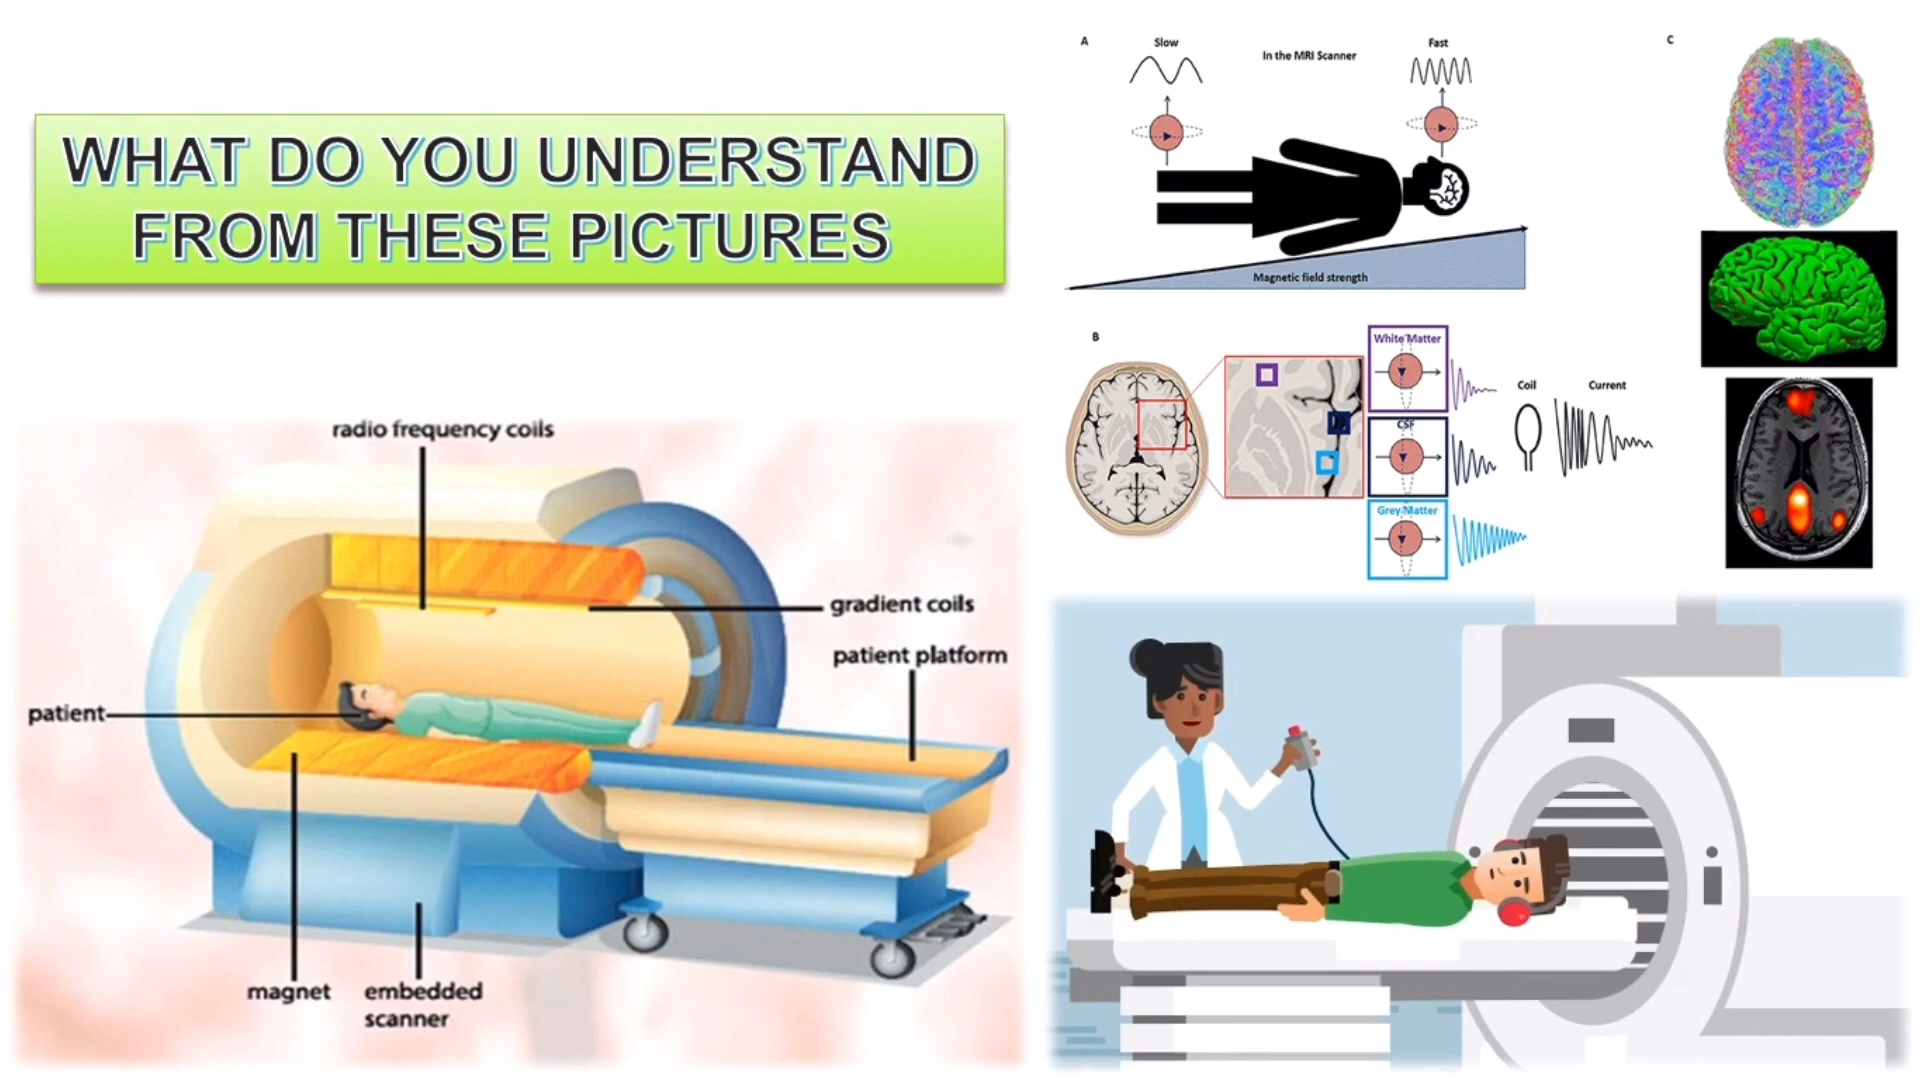 WHAT DO YOU UNDERSTAND
FROM THESE PICTURES
A
Slow
In the MRI Scanner
Fast
Magnetic field strength
B
White Matter
CSF
Grey Matter
Coil
Current
C
radio frequency coils
gradient coils
patient platform
patient
magnet
embedded
scanner